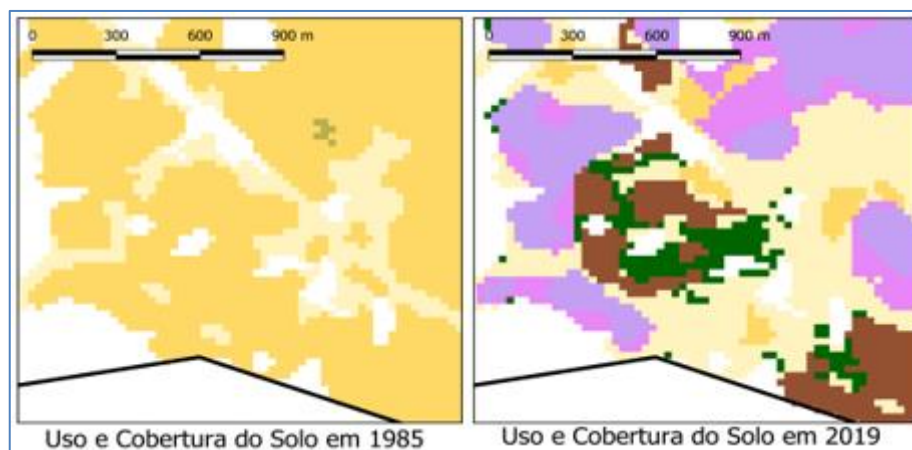 0 300 600 900 m
0 300 600 900 m
Uso e Cobertura do Solo em 1985
Uso e Cobertura do Solo em 2019